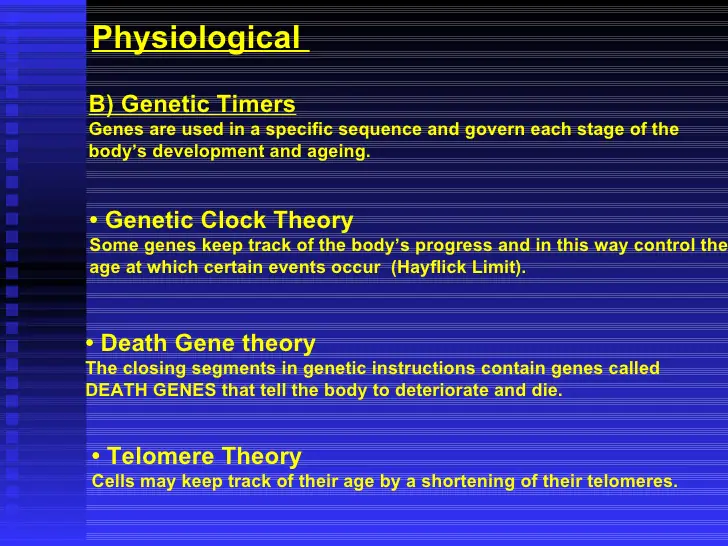 Physiological
B) Genetic Timers
Genes are used in a specific sequence and govern each stage of the
body's development and ageing.
• Genetic Clock Theory
Some genes keep track of the body's progress and in this way control the
age at which certain events occur (Hayflick Limit).
• Death Gene theory
The closing segments in genetic instructions contain genes called
DEATH GENES that tell the body to deteriorate and die.
• Telomere Theory
Cells may keep track of their age by a shortening of their telomeres.